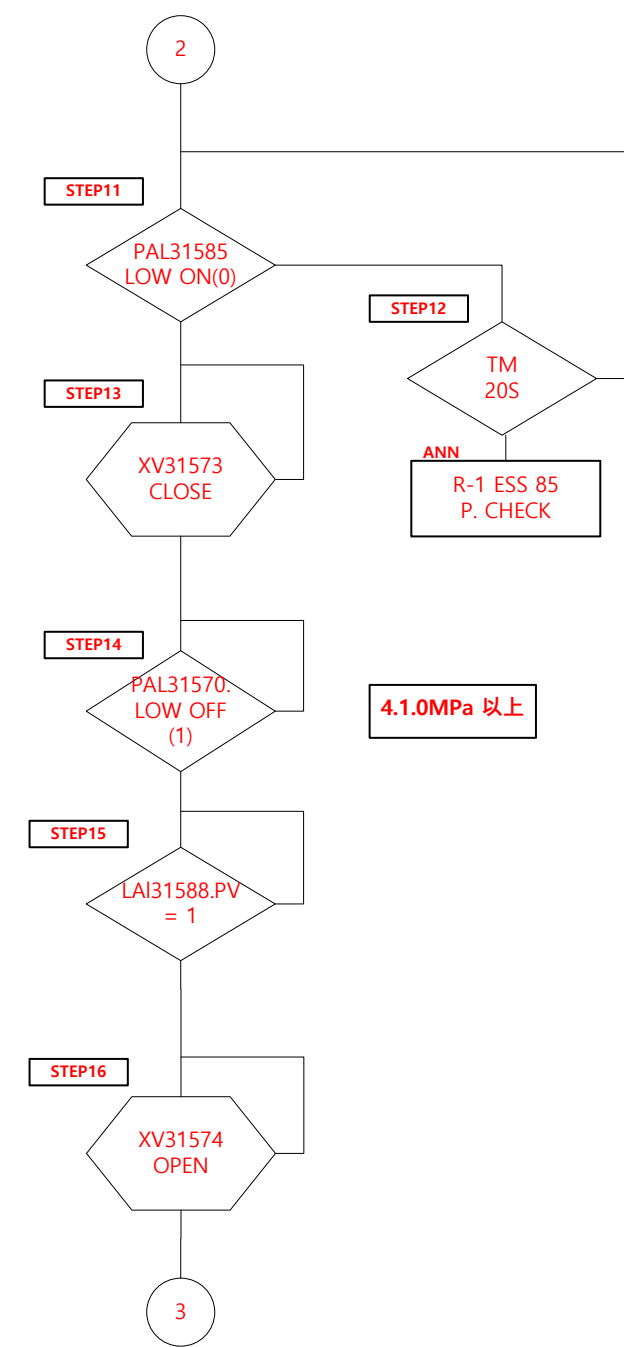 2
STEP11
PAL31585
LOW ON(0)
STEP12
TM
20S
STEP13
XV31573
CLOSE
ANN
R-1 ESS 85
P. CHECK
STEP14
PAL31570.
LOW OFF
(1)
4.1.0MPa 以上
STEP15
LAI31588.PV
= 1
STEP16
XV31574
OPEN
3